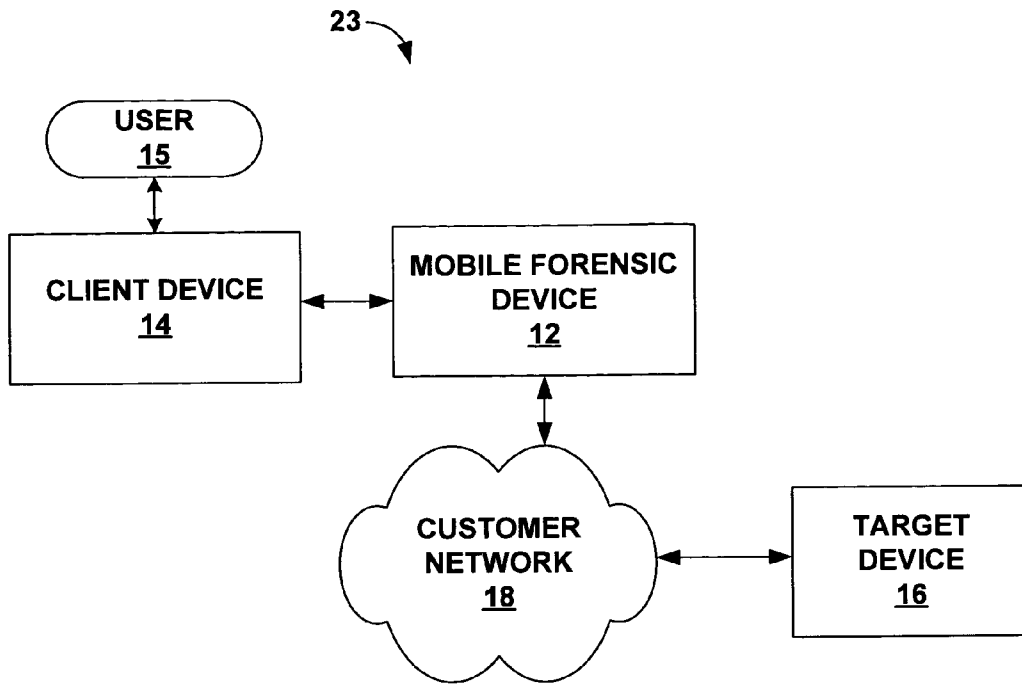 23
USER
15
CLIENT DEVICE
14
MOBILE FORENSIC
DEVICE
12
CUSTOMER
NETWORK
18
TARGET
DEVICE
16